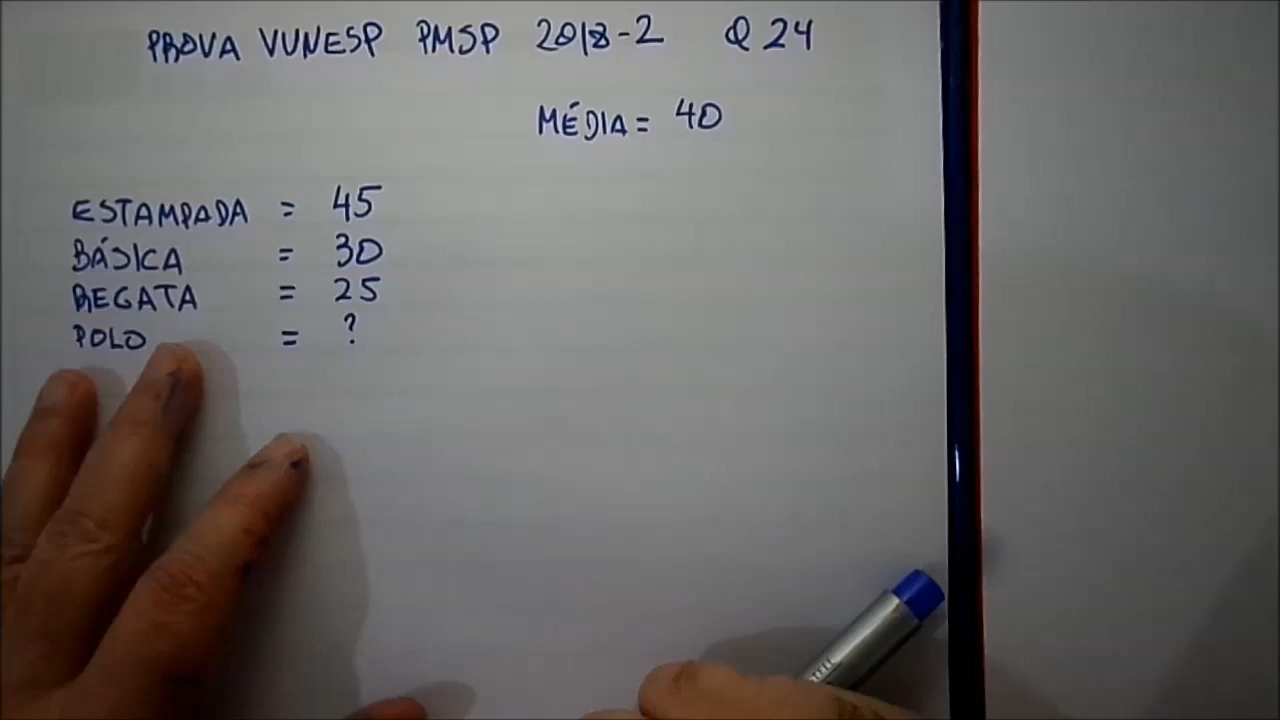 PROVA VUNESP PMSP 2018-2 Q 24
MÉDIA = 40
ESTAMPADA = 45
BÁSICA = 30
REGATA = 25
POLO = ?